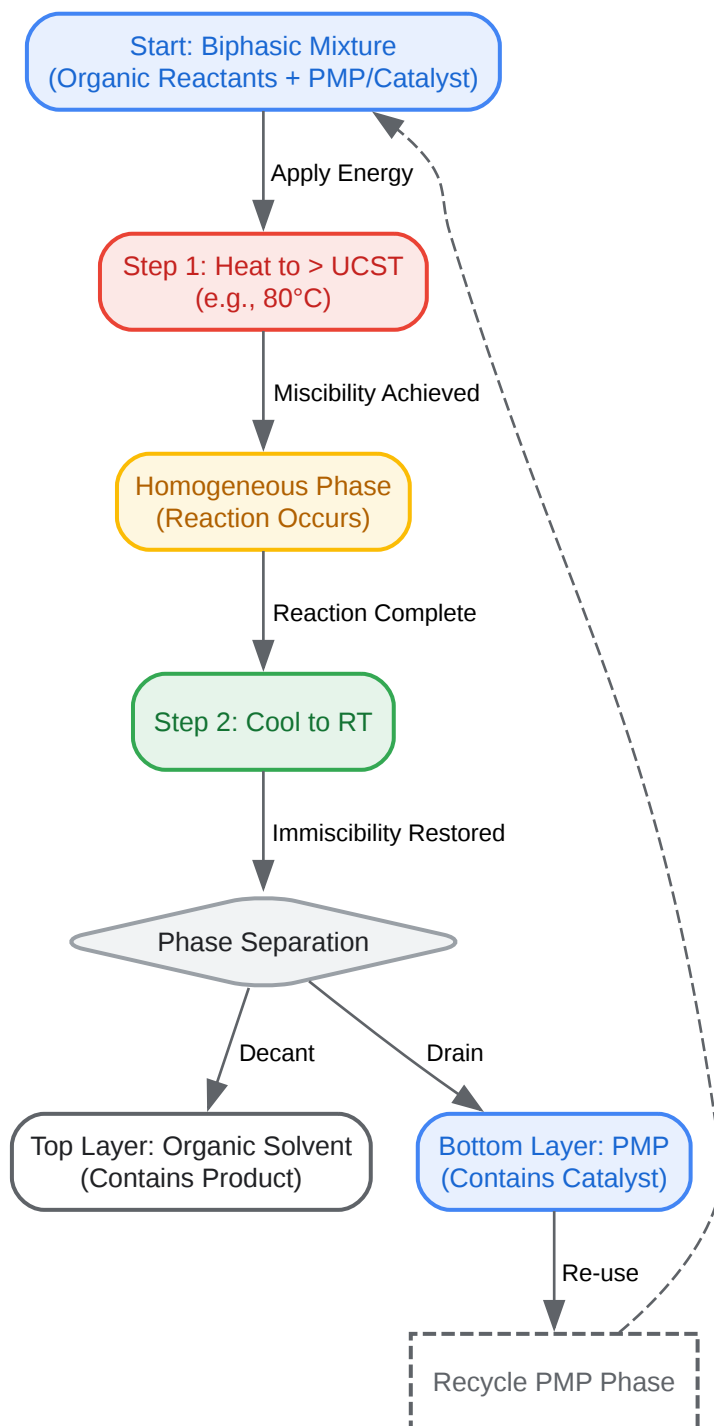 Start: Biphasic Mixture
(Organic Reactants + PMP/Catalyst)
Apply Energy
Step 1: Heat to > UCST
(e.g., 80°C)
Miscibility Achieved
Homogeneous Phase
(Reaction Occurs)
Reaction Complete
Step 2: Cool to RT
Immiscibility Restored
Phase Separation
Decant
Drain
Top Layer: Organic Solvent
(Contains Product)
Bottom Layer: PMP
(Contains Catalyst)
Re-use
Recycle PMP Phase